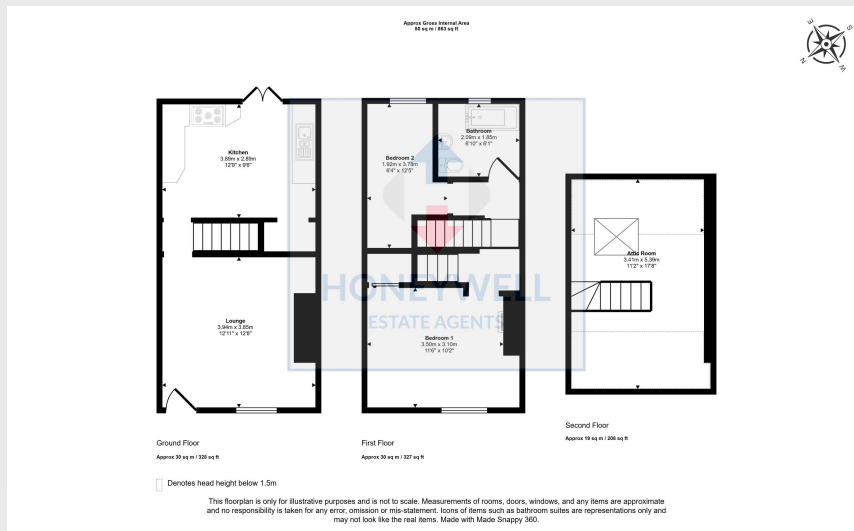 Approx Gross Internal Area
80 sq m / 863 sq ft
E
S
N
W
Kitchen
3.89m x 2.89m
12'9" x 9'6"
Lounge
3.94m x 3.85m
12'11" x 12'8"
Bathroom
2.09m x 1.85m
6'10" x 6'1"
Bedroom 2
1.92m x 3.78m
6'4" x 12'5"
Bedroom 1
3.50m x 3.10m
11'6" x 10'2"
HONEYWELL
ESTATE AGENTS
Attic Room
3.41m x 5.39m
11'2" x 17'8"
Ground Floor
Approx 30 sq m / 328 sq ft
First Floor
Approx 30 sq m / 327 sq ft
Second Floor
Approx 19 sq m / 208 sq ft
Denotes head height below 1.5m
This floorplan is only for illustrative purposes and is not to scale. Measurements of rooms, doors, windows, and any items are approximate
and no responsibility is taken for any error, omission or mis-statement. Icons of items such as bathroom suites are representations only and
may not look like the real items. Made with Made Snappy 360.